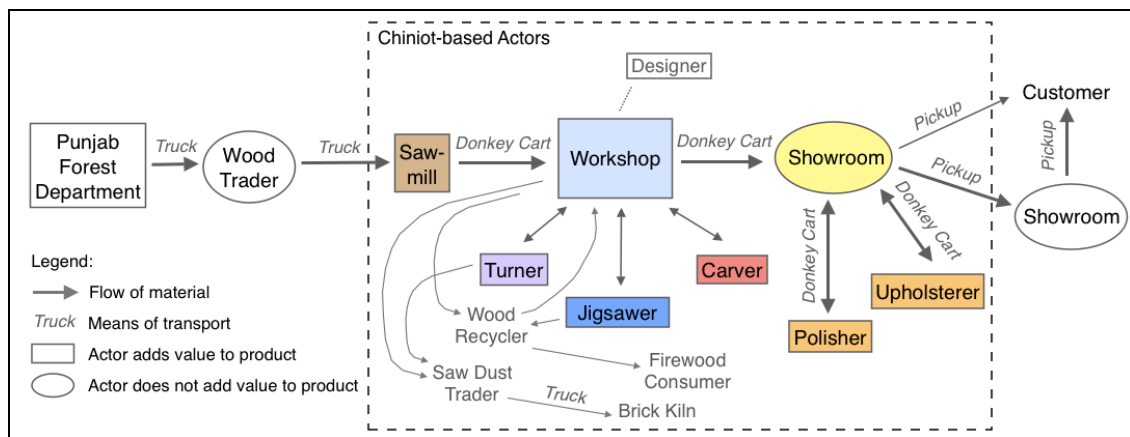 Chiniot-based Actors
Designer
Customer
Punjab
Forest
Department
Truck
Wood
Trader
Truck
Saw-
mill
Donkey Cart
Workshop
Donkey Cart
Showroom
Pickup
Pickup
Pickup
Showroom
Donkey Cart
Donkey Cart
Turner
Carver
Upholsterer
Jigsawer
Polisher
Wood
Recycler
Firewood
Consumer
Saw Dust
Trader
Truck
Brick Kiln
Legend:
Flow of material
Truck
Means of transport
Actor adds value to product
Actor does not add value to product